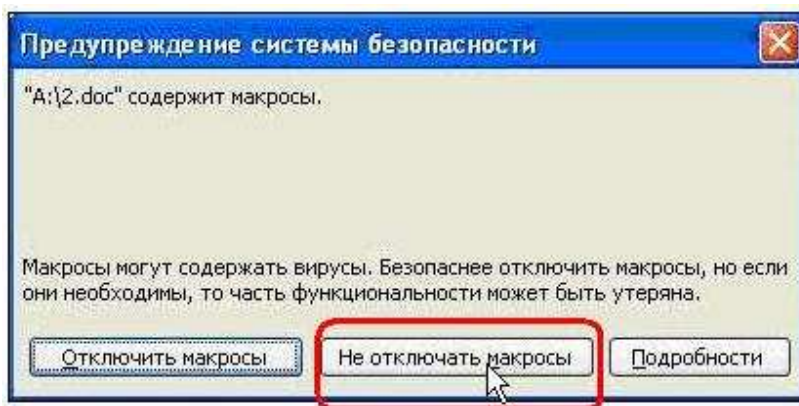 Предупреждение системы безопасности
"A:\2.doc" содержит макросы.
Макросы могут содержать вирусы. Безопаснее отключить макросы, но если
они необходимы, то часть функциональности может быть утеряна.
Отключить макросы Не отключать макросы Подробности